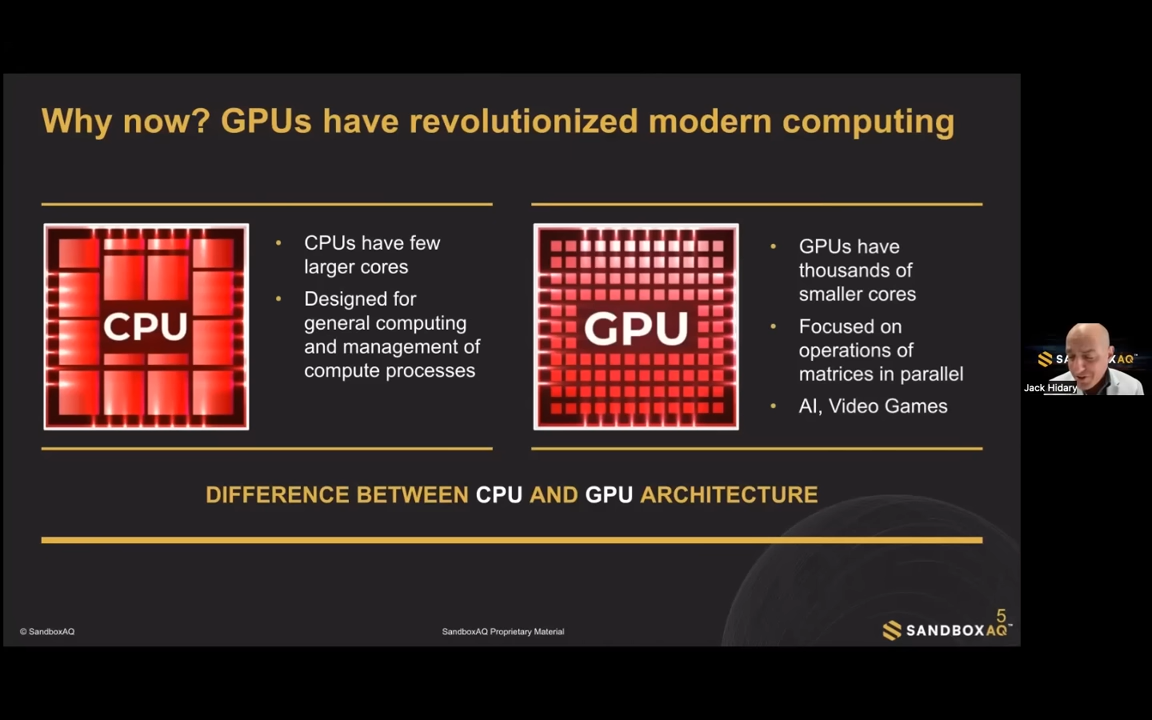 Why now? GPUs have revolutionized modern computing
CPU
• CPUs have few
larger cores
• Designed for
general computing
and management of
compute processes
GPU
• GPUs have
thousands of
smaller cores
• Focused on
operations of
matrices in parallel
• AI, Video Games
DIFFERENCE BETWEEN CPU AND GPU ARCHITECTURE
© SandboxAQ
SandboxAQ Proprietary Material
5
SANDBOXAQ™
Jack Hidary